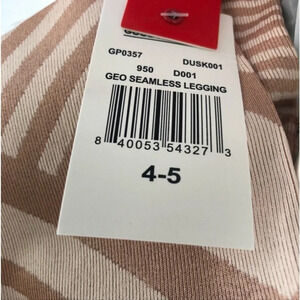 GP0357 DUSK001
950 D001
GEO SEAMLESS LEGGING
8 40053 54327 3
4-5